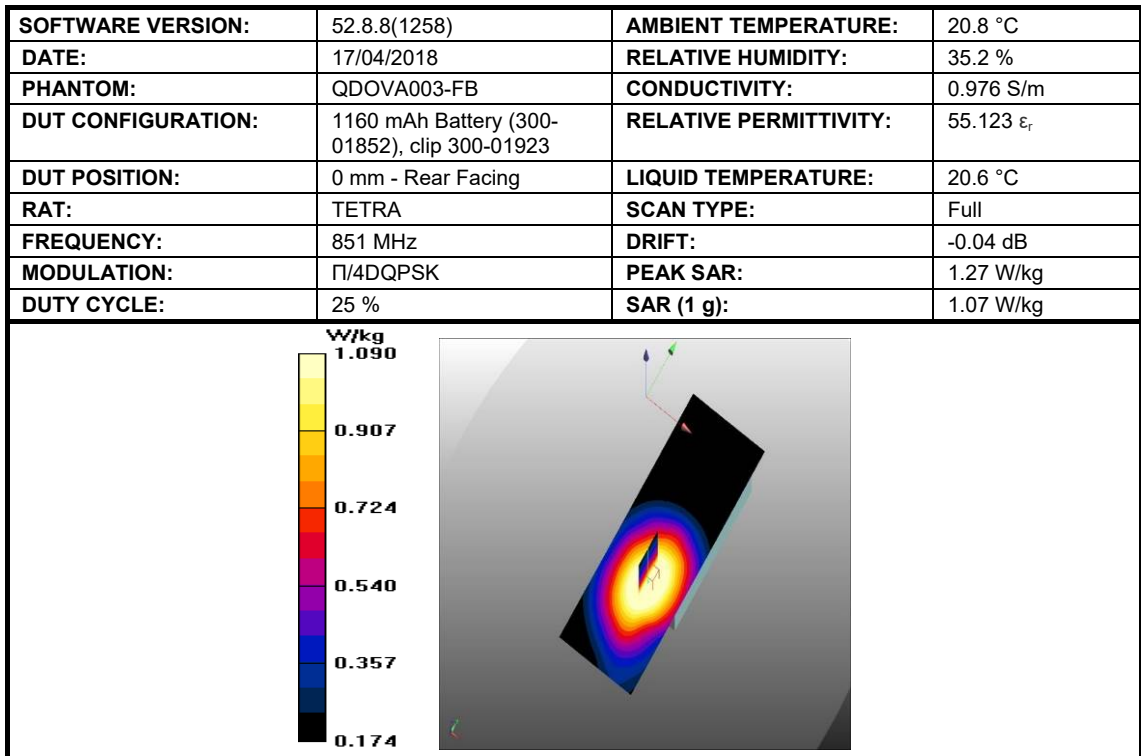 SOFTWARE VERSION: 52.8.8(1258) AMBIENT TEMPERATURE: 20.8 °C
DATE: 17/04/2018 RELATIVE HUMIDITY: 35.2 %
PHANTOM: QDOVA003-FB CONDUCTIVITY: 0.976 S/m
DUT CONFIGURATION: 1160 mAh Battery (300- RELATIVE PERMITTIVITY: 55.123 εr
01852), clip 300-01923
DUT POSITION: 0 mm - Rear Facing LIQUID TEMPERATURE: 20.6 °C
RAT: TETRA SCAN TYPE: Full
FREQUENCY: 851 MHz DRIFT: -0.04 dB
MODULATION: Π/4DQPSK PEAK SAR: 1.27 W/kg
DUTY CYCLE: 25 % SAR (1 g): 1.07 W/kg
W/kg
1.090
0.907
0.724
0.540
0.357
0.174